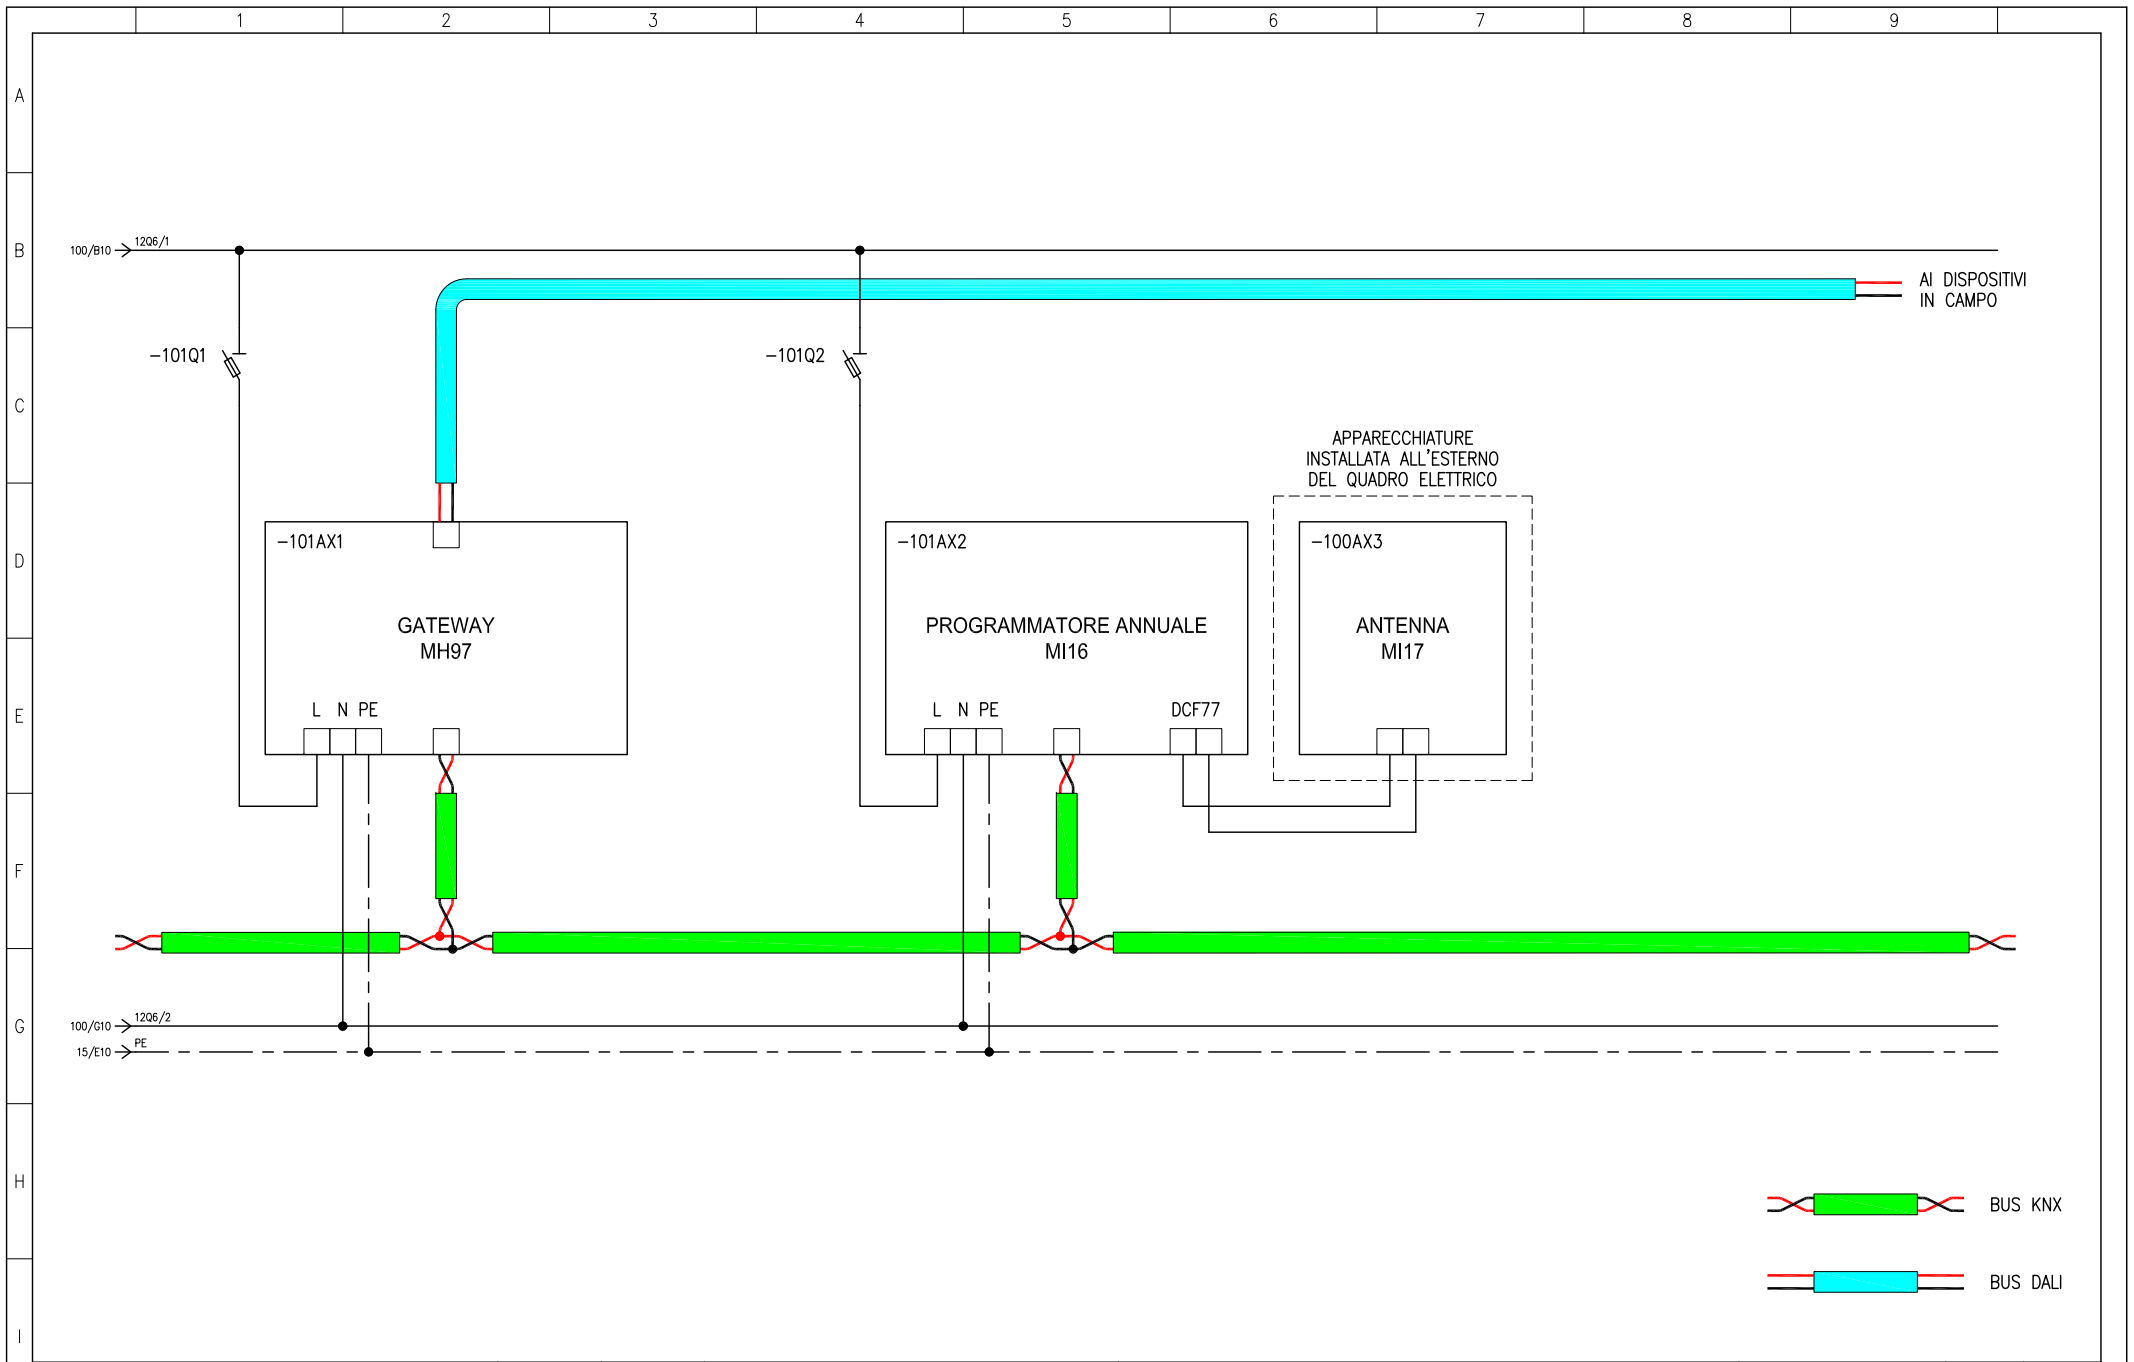 1 2 3 4 5 6 7 8 9
A
B
C
D
E
F
G
H
I
100/B10 12Q6/1
AI DISPOSITIVI
IN CAMPO
-101Q1
-101Q2
APPARECCHIATURE
INSTALLATA ALL'ESTERNO
DEL QUADRO ELETTRICO
-101AX1
GATEWAY
MH97
L N PE
-101AX2
PROGRAMMATORE ANNUALE
MI16
L N PE DCF77
-100AX3
ANTENNA
MI17
100/G10 12Q6/2
15/E10 PE
BUS KNX
BUS DALI